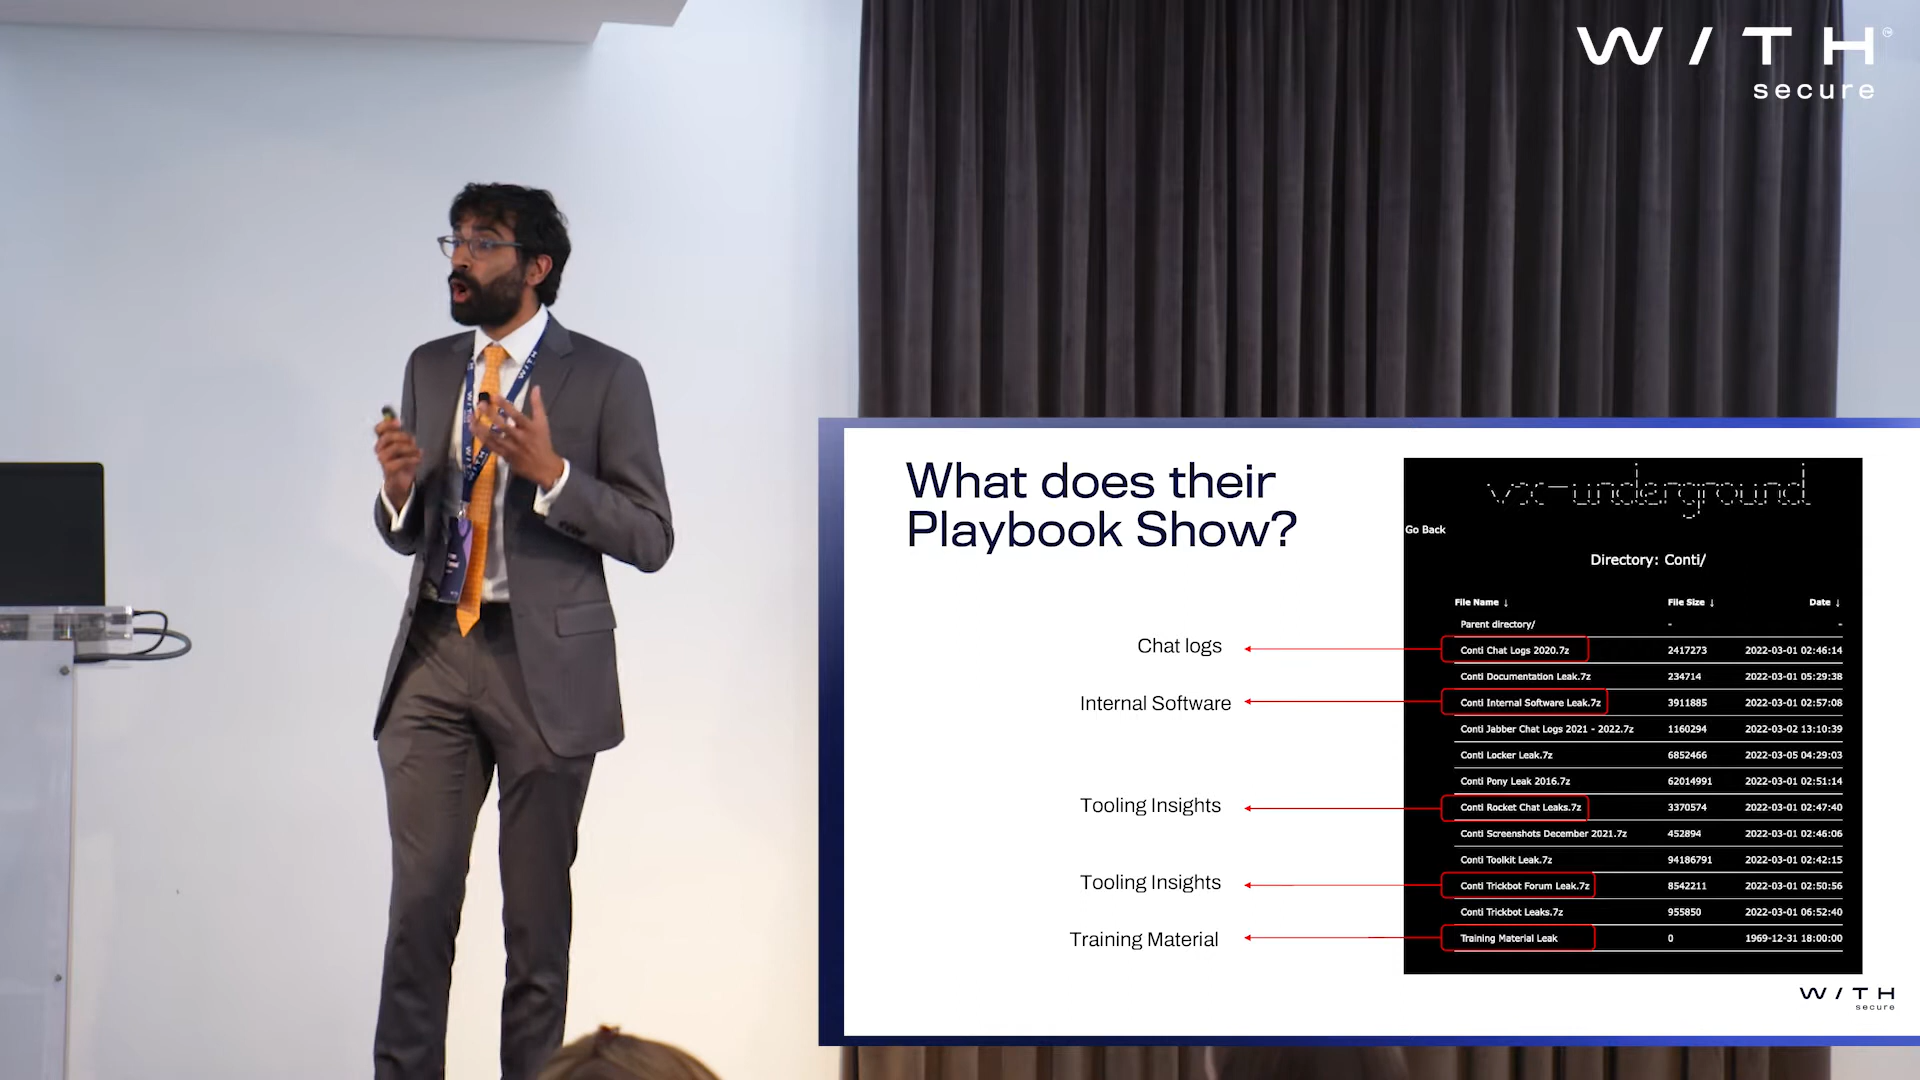 W/TH
secure
What does their
Playbook Show?
vx-underground
Go Back
Directory: Conti/
File Name ↓ File Size ↓ Date ↓
Parent directory/ - -
Chat logs
Conti Chat Logs 2020.7z 2417273 2022-03-01 02:46:14
Conti Documentation Leak.7z 234714 2022-03-01 05:29:38
Internal Software
Conti Internal Software Leak.7z 3911885 2022-03-01 02:57:08
Conti Jabber Chat Logs 2021 - 2022.7z 1160294 2022-03-02 13:10:39
Conti Locker Leak.7z 6852466 2022-03-05 04:29:03
Conti Pony Leak 2016.7z 62014991 2022-03-01 02:51:14
Tooling Insights
Conti Rocket Chat Leaks.7z 3370574 2022-03-01 02:47:40
Conti Screenshots December 2021.7z 452894 2022-03-01 02:46:06
Conti Toolkit Leak.7z 94186791 2022-03-01 02:42:15
Tooling Insights
Conti Trickbot Forum Leak.7z 8542211 2022-03-01 02:50:56
Conti Trickbot Leaks.7z 955850 2022-03-01 06:52:40
Training Material
Training Material Leak 0 1969-12-31 18:00:00
W/TH
secure
W/TH